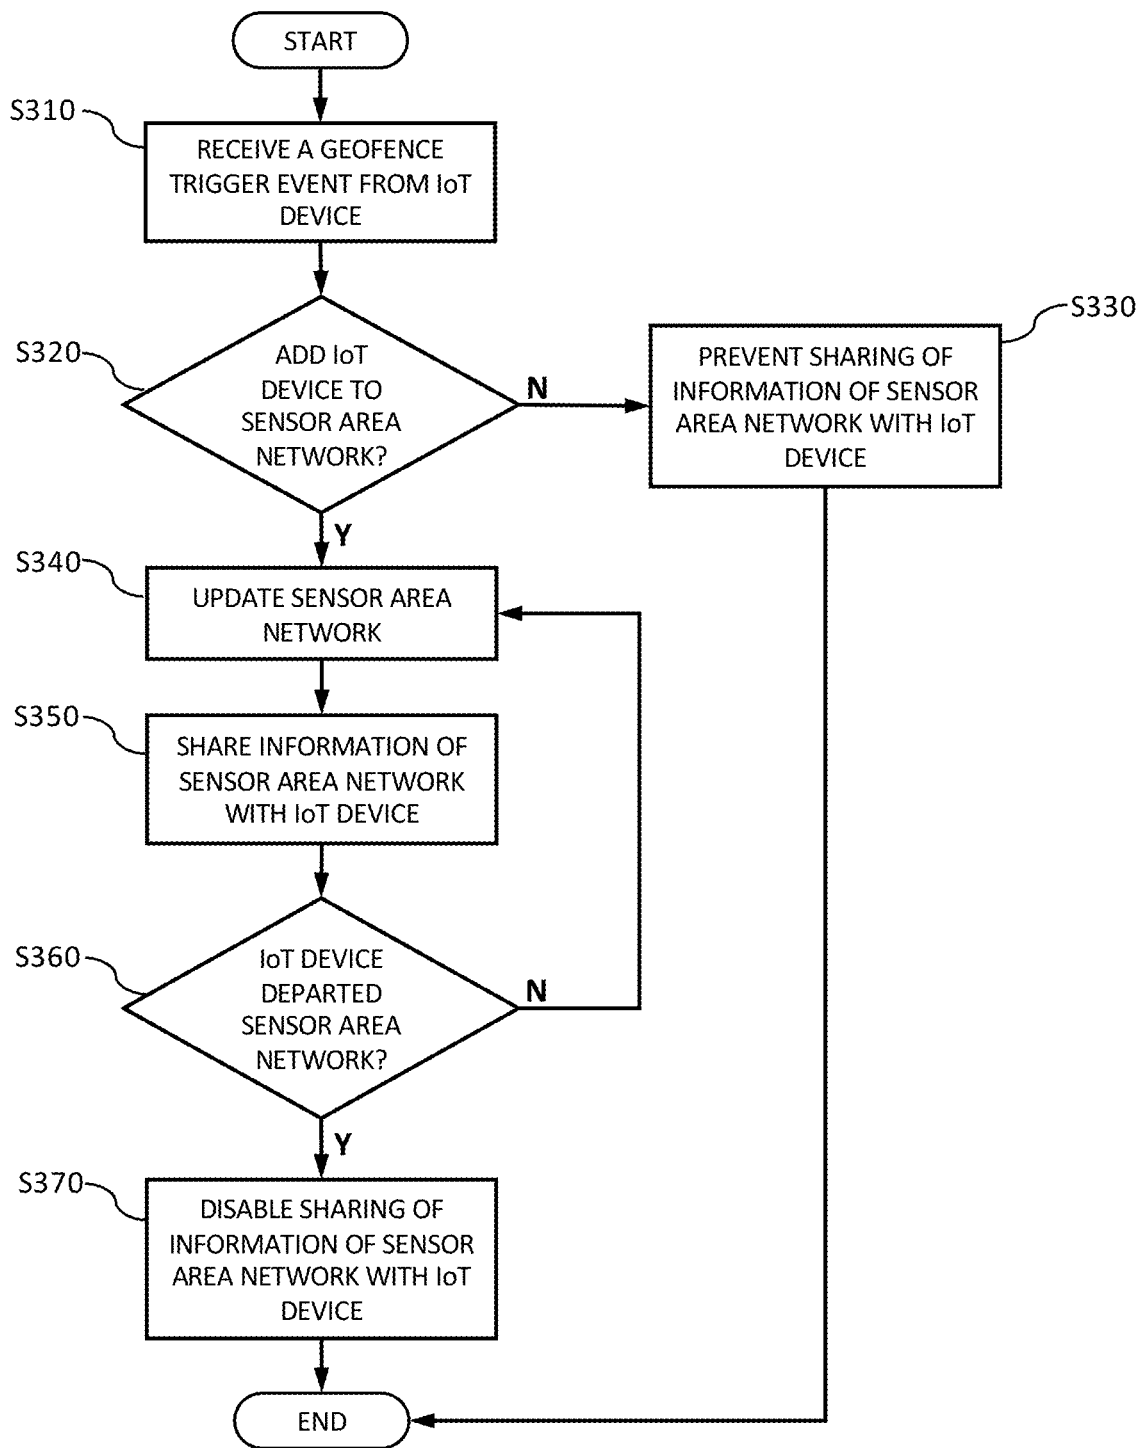 START
S310
RECEIVE A GEOFENCE
TRIGGER EVENT FROM IoT
DEVICE
S320
ADD IoT
DEVICE TO
SENSOR AREA
NETWORK?
N
S330
PREVENT SHARING OF
INFORMATION OF SENSOR
AREA NETWORK WITH IoT
DEVICE
Y
S340
UPDATE SENSOR AREA
NETWORK
S350
SHARE INFORMATION OF
SENSOR AREA NETWORK
WITH IoT DEVICE
S360
IoT DEVICE
DEPARTED
SENSOR AREA
NETWORK?
N
Y
S370
DISABLE SHARING OF
INFORMATION OF SENSOR
AREA NETWORK WITH IoT
DEVICE
END